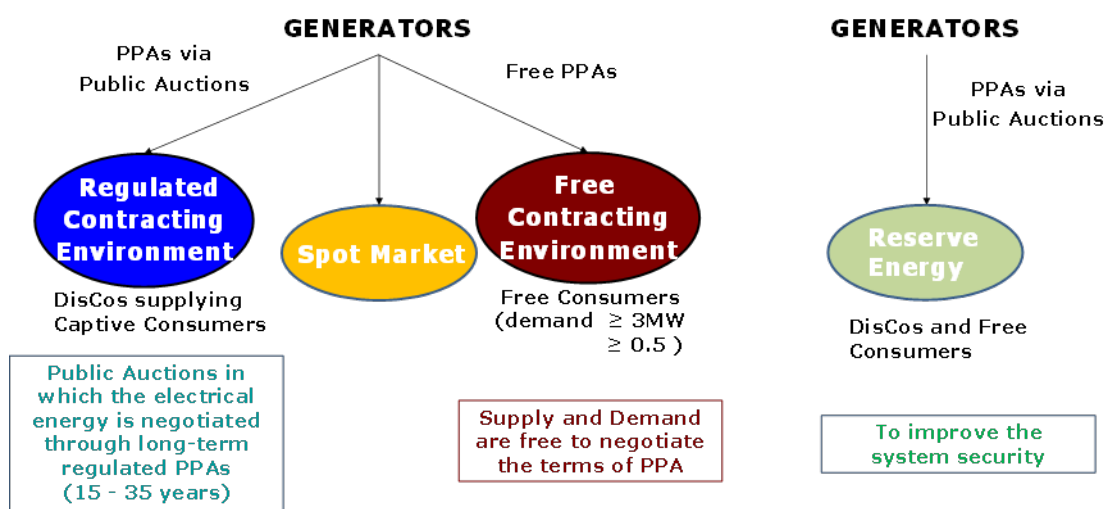 GENERATORS
PPAs via
Public Auctions
Free PPAs
Regulated
Contracting
Environment
Spot Market
Free
Contracting
Environment
DisCos supplying
Captive Consumers
Free Consumers
(demand ≥ 3MW
≥ 0.5 )
Public Auctions in
which the electrical
energy is negotiated
through long-term
regulated PPAs
(15 - 35 years)
Supply and Demand
are free to negotiate
the terms of PPA
GENERATORS
PPAs via
Public Auctions
Reserve
Energy
DisCos and Free
Consumers
To improve the
system security